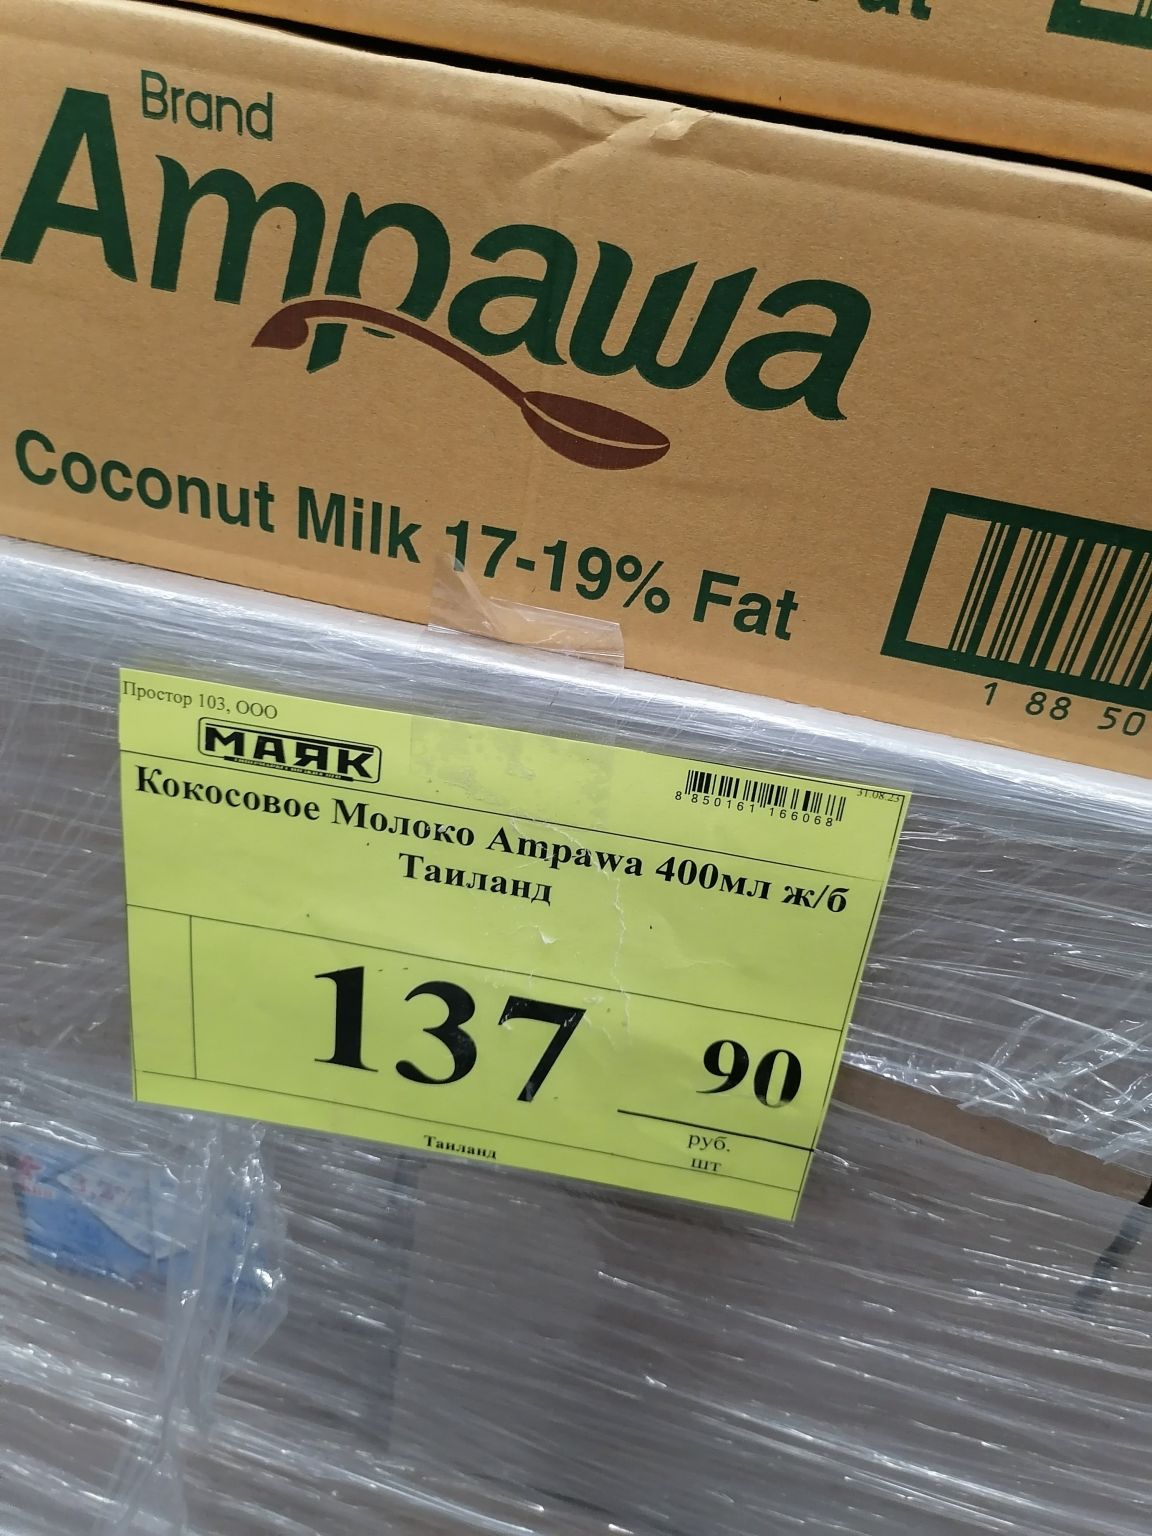 Brand
Ampawa
Coconut Milk 17-19% Fat
1 88 50
Простор 103, ООО
МАЯК
31.08.23
8 850161 166068
Кокосовое Молоко Ampawa 400мл ж/б
Таиланд
137 90
руб.
шт
Таиланд